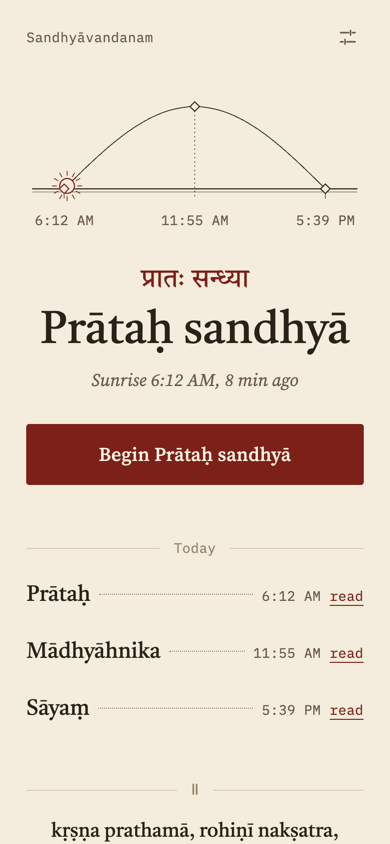 Sandhyāvandanam
6:12 AM 11:55 AM 5:39 PM
प्रातः सन्ध्या
Prātaḥ sandhyā
Sunrise 6:12 AM, 8 min ago
Begin Prātaḥ sandhyā
Today
Prātaḥ 6:12 AM read
Mādhyāhnika 11:55 AM read
Sāyaṃ 5:39 PM read
॥
kṛṣṇa prathamā, rohiṇī nakṣatra,